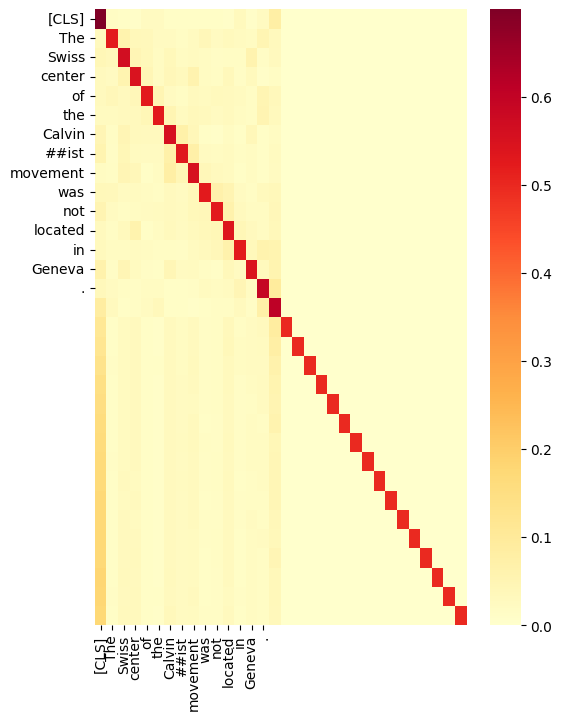 [CLS]
The
Swiss
center
of
the
Calvin
##ist
movement
was
not
located
in
Geneva
.
[CLS]
The
Swiss
center
of
the
Calvin
##ist
movement
was
not
located
in
Geneva
.
0.6
0.5
0.4
0.3
0.2
0.1
0.0